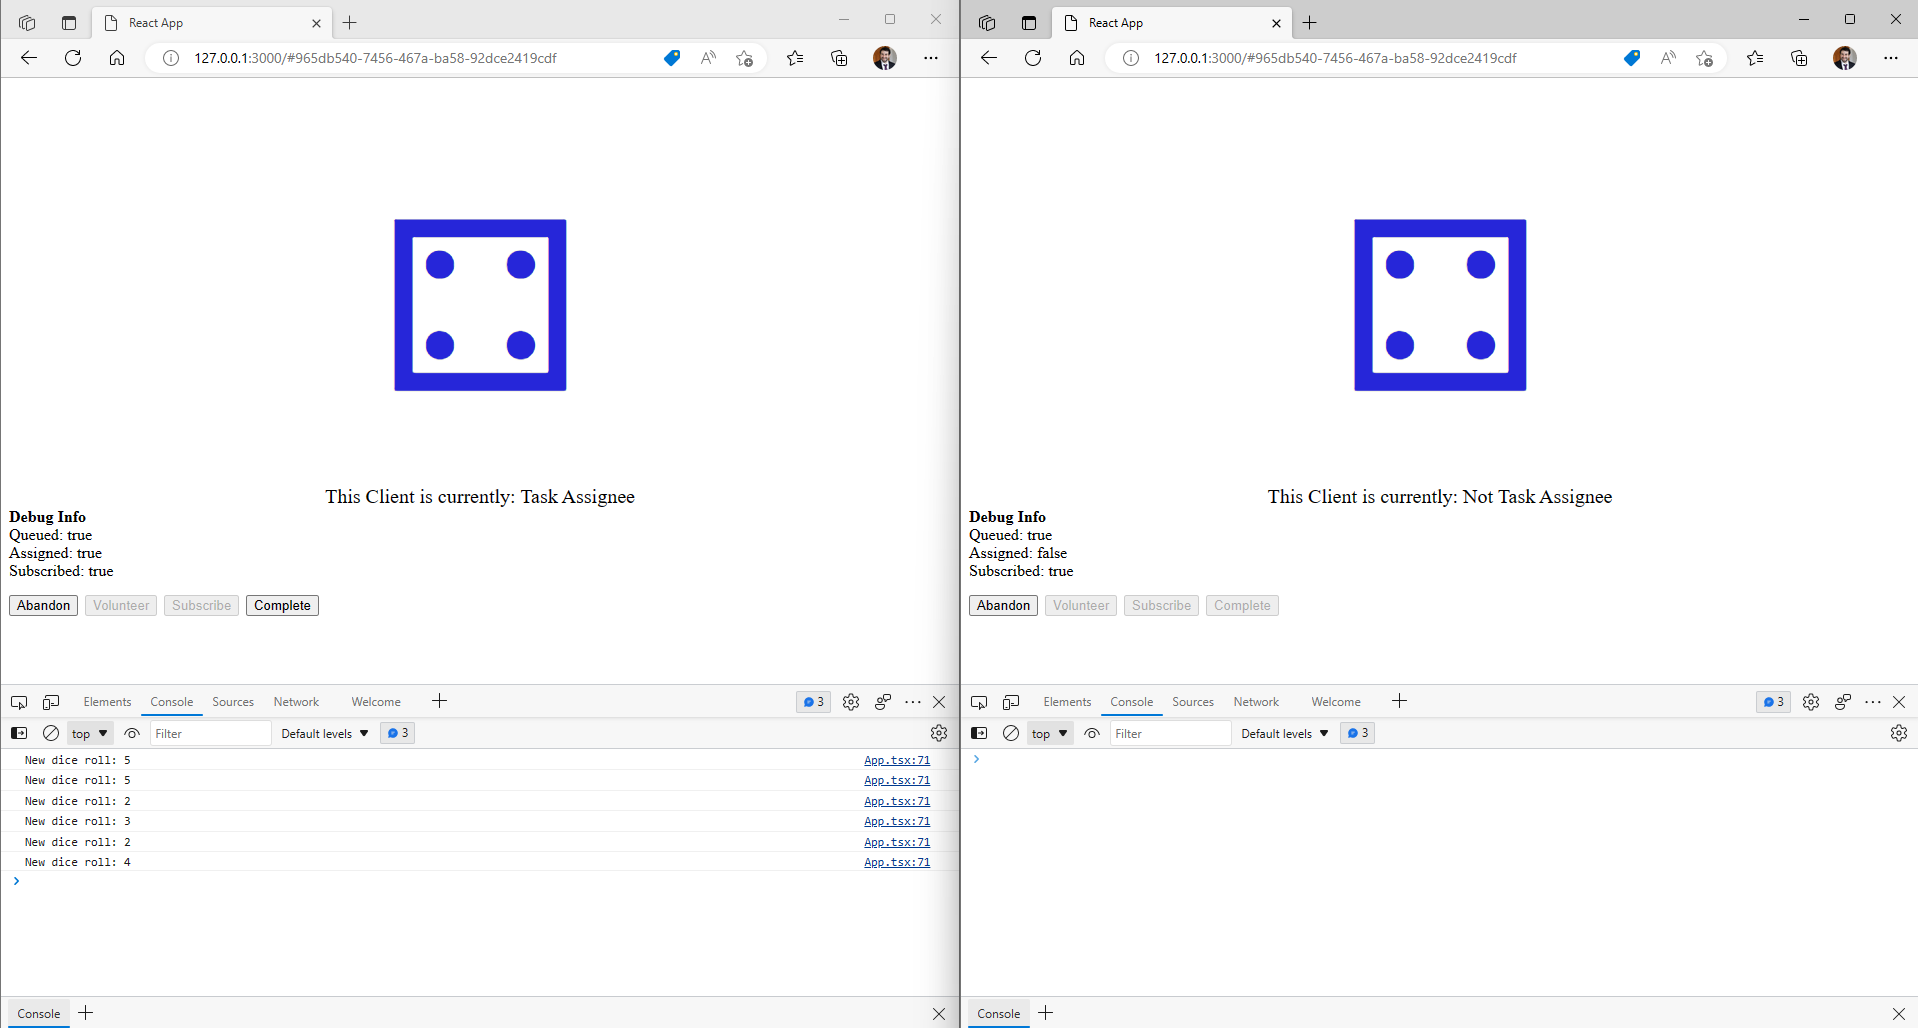 React App
127.0.0.1:3000/#965db540-7456-467a-ba58-92dce2419cdf
This Client is currently: Task Assignee
Debug Info
Queued: true
Assigned: true
Subscribed: true
Abandon Volunteer Subscribe Complete
Elements Console Sources Network Welcome 3
top Filter Default levels 3
New dice roll: 5 App.tsx:71
New dice roll: 5 App.tsx:71
New dice roll: 2 App.tsx:71
New dice roll: 3 App.tsx:71
New dice roll: 2 App.tsx:71
New dice roll: 4 App.tsx:71
Console
React App
127.0.0.1:3000/#965db540-7456-467a-ba58-92dce2419cdf
This Client is currently: Not Task Assignee
Debug Info
Queued: true
Assigned: false
Subscribed: true
Abandon Volunteer Subscribe Complete
Elements Console Sources Network Welcome 3
top Filter Default levels 3
Console